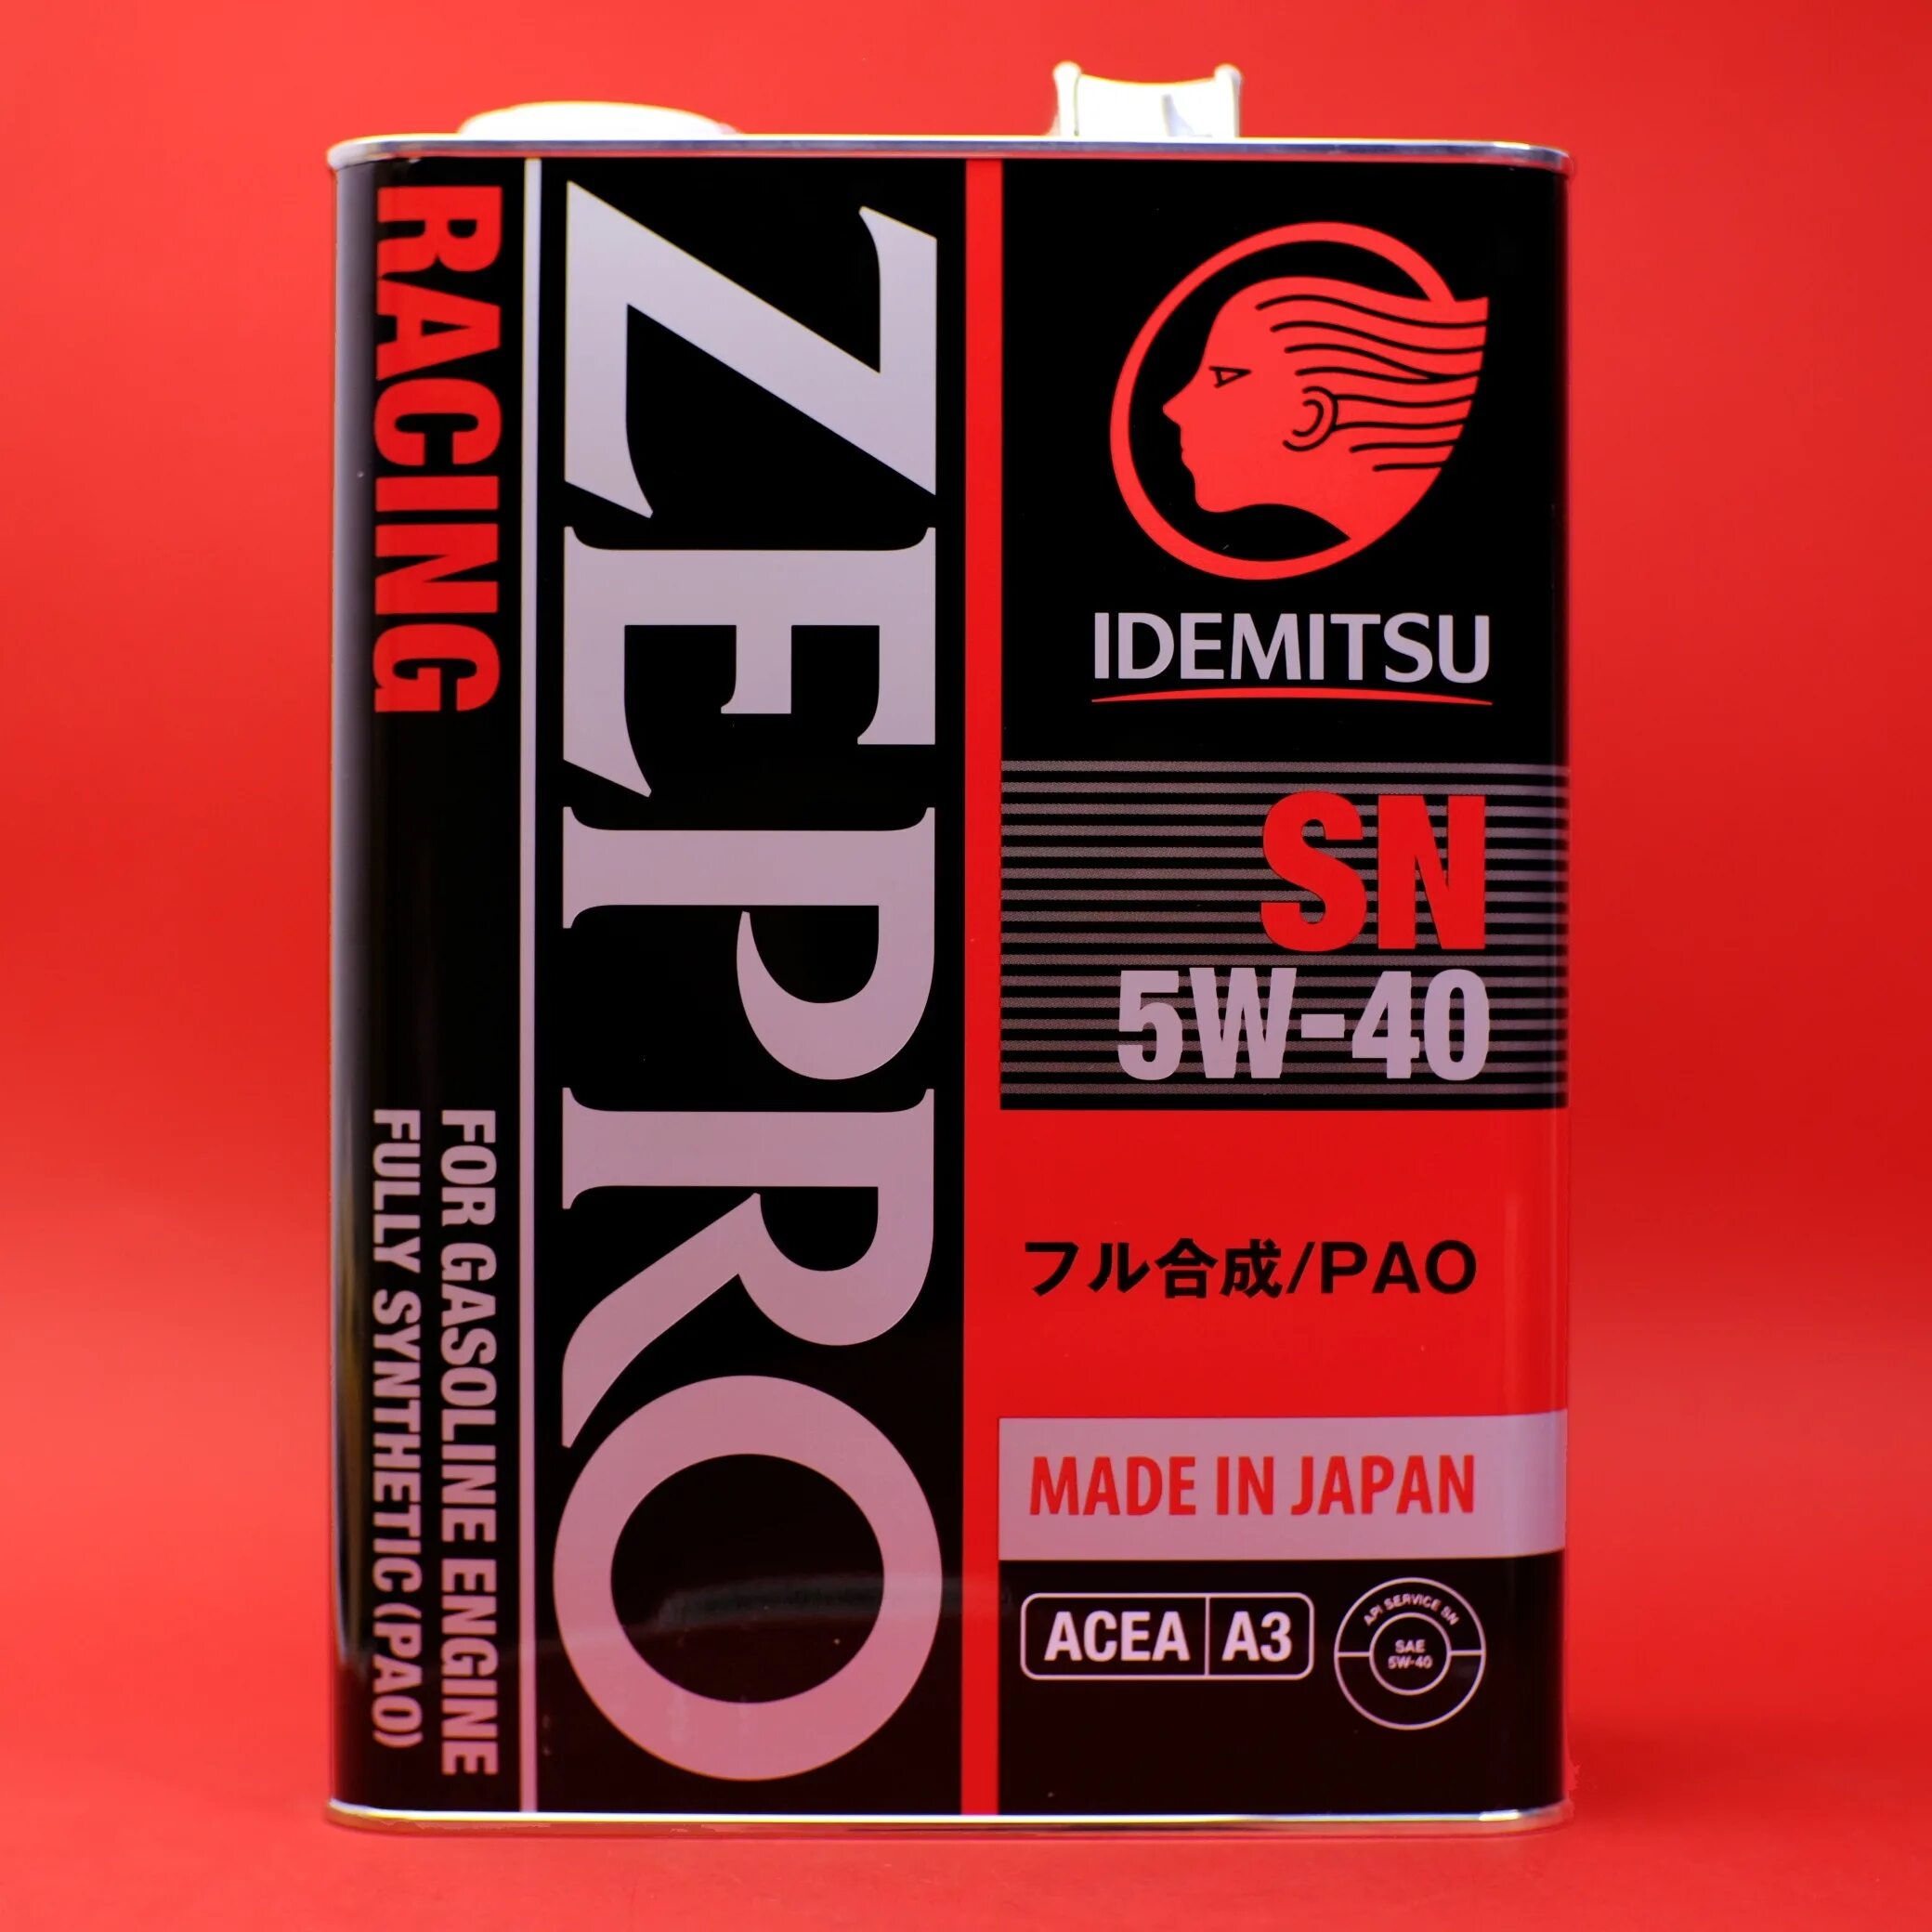 RACING
FOR GASOLINE ENGINE
FULLY SYNTHETIC (PAO)
ZEPRO
IDEMITSU
SN
5W-40
フル合成/PAO
MADE IN JAPAN
ACEA A3
API SERVICE SN
SAE
5W-40